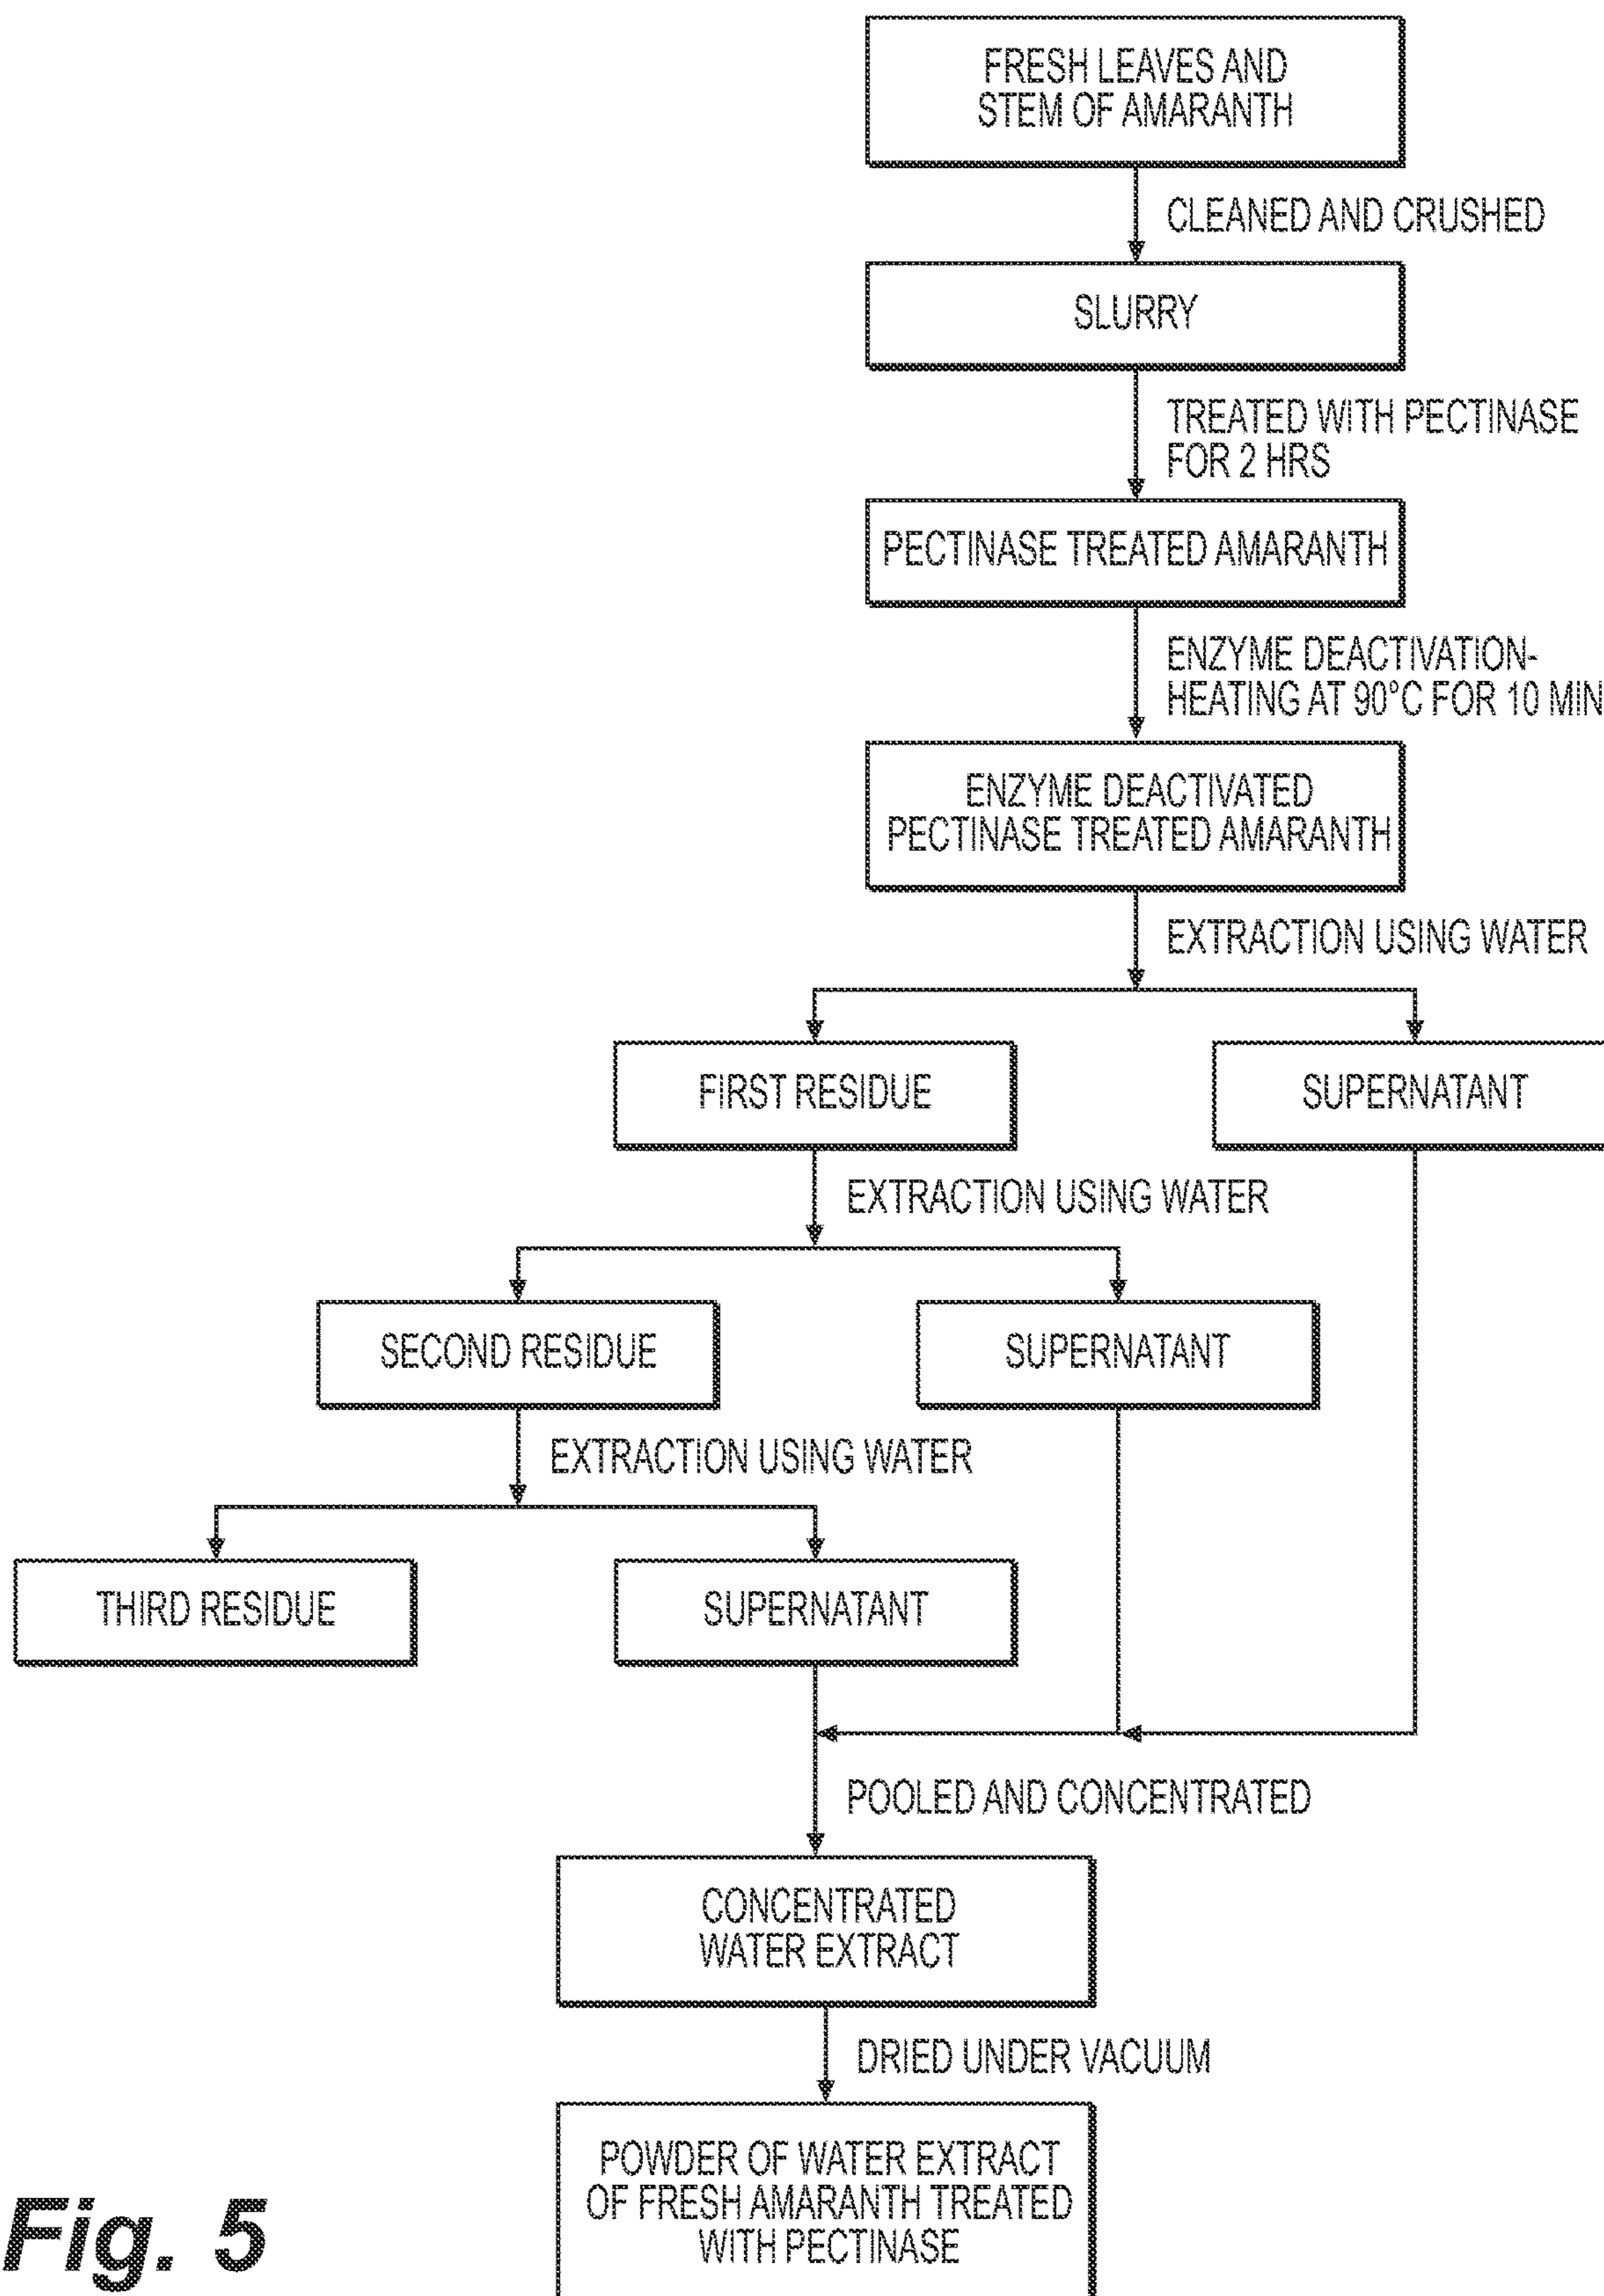 FRESH LEAVES AND
STEM OF AMARANTH
CLEANED AND CRUSHED
SLURRY
TREATED WITH PECTINASE
FOR 2 HRS
PECTINASE TREATED AMARANTH
ENZYME DEACTIVATION-
HEATING AT 90°C FOR 10 MIN
ENZYME DEACTIVATED
PECTINASE TREATED AMARANTH
EXTRACTION USING WATER
FIRST RESIDUE
SUPERNATANT
EXTRACTION USING WATER
SECOND RESIDUE
SUPERNATANT
EXTRACTION USING WATER
THIRD RESIDUE
SUPERNATANT
POOLED AND CONCENTRATED
CONCENTRATED
WATER EXTRACT
DRIED UNDER VACUUM
POWDER OF WATER EXTRACT
OF FRESH AMARANTH TREATED
WITH PECTINASE
Fig. 5